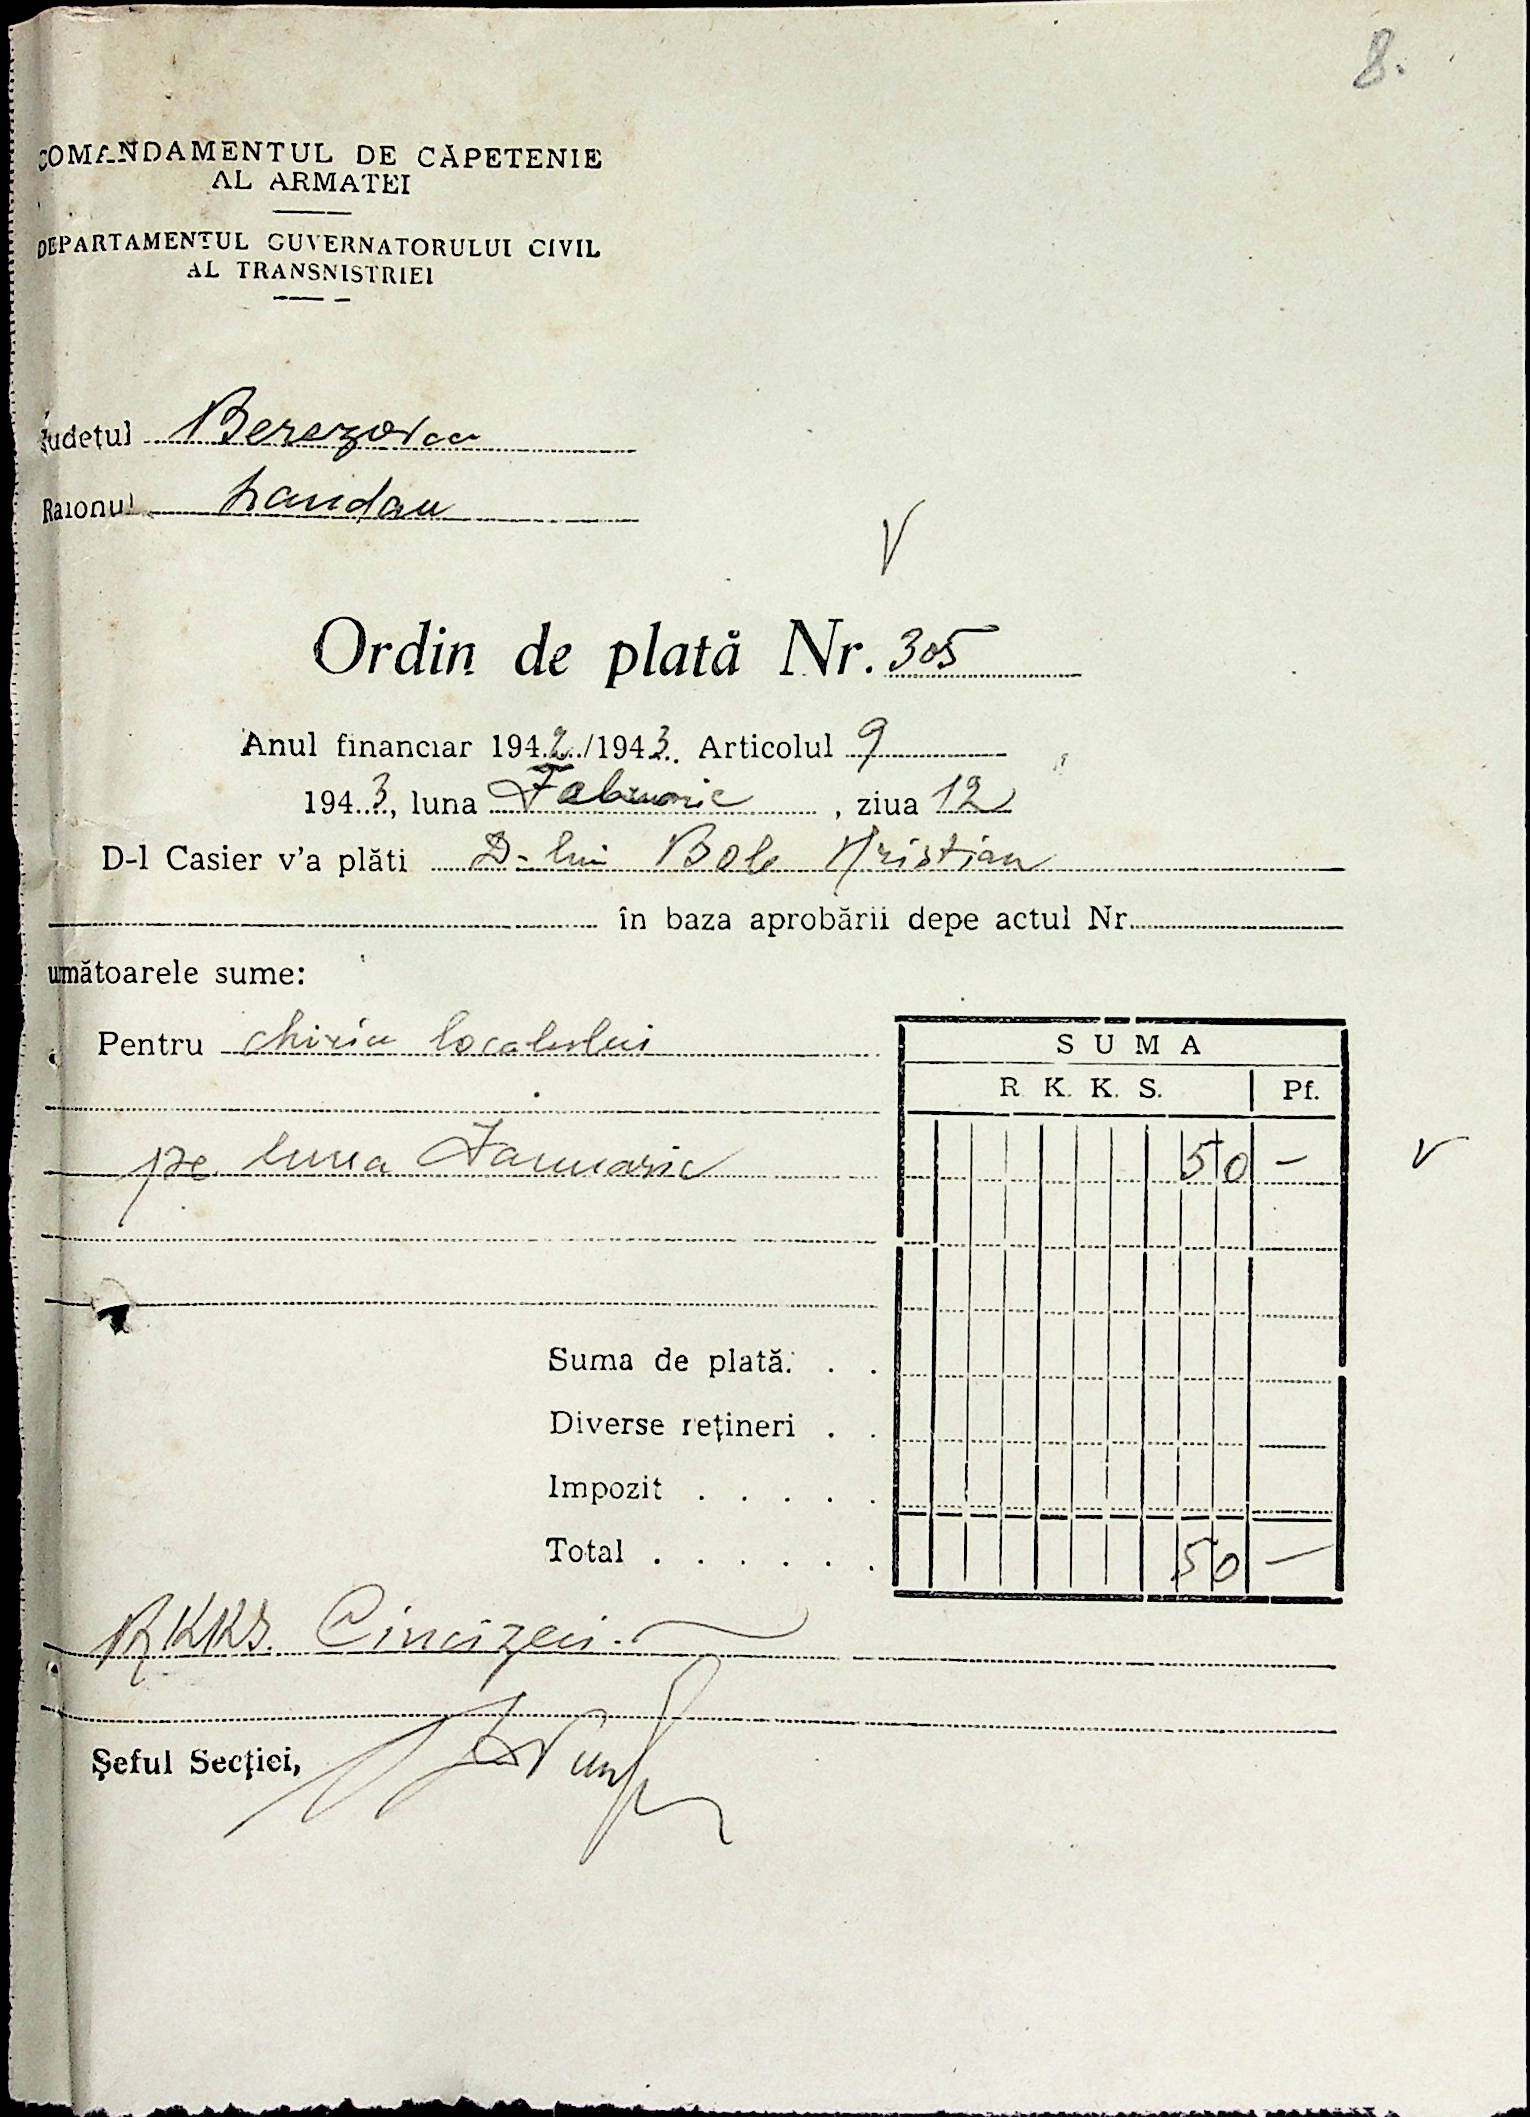 8.
COMANDAMENTUL DE CĂPETENIE
AL ARMATEI
DEPARTAMENTUL GUVERNATORULUI CIVIL
AL TRANSNISTRIEI
Județul Berezovca
Raionul Landau
V
Ordin de plată Nr. 305
Anul financiar 1942/1943. Articolul 9
1943, luna Februarie, ziua 12
D-l Casier v'a plăti D-lui Bole Kristian
în baza aprobării depe actul Nr.
următoarele sume:
Pentru chiria localului
pe luna Ianuarie
SUMA
R. K. K. S. Pf.
50 —
V
Suma de plată. . .
Diverse rețineri . .
Impozit . . . . .
Total . . . . . . 50 —
RKKS. Cincizeci.
Șeful Secției,